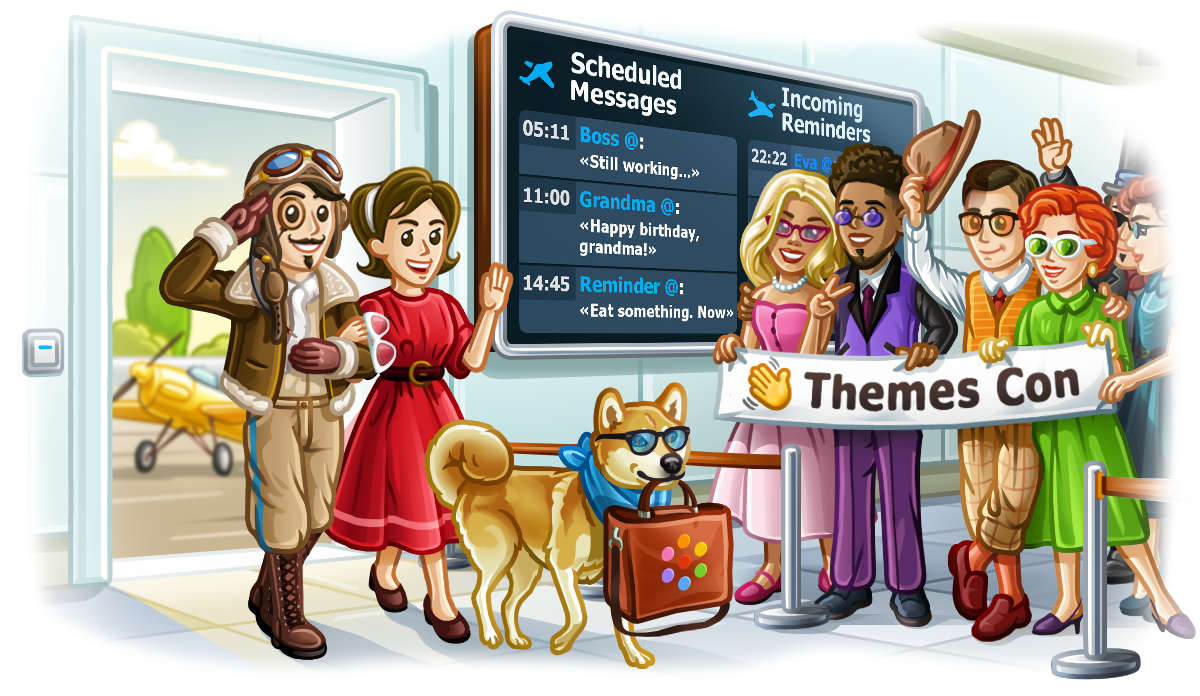 Scheduled
Messages
05:11 Boss @:
«Still working...»
11:00 Grandma @:
«Happy birthday,
grandma!»
14:45 Reminder @:
«Eat something. Now»
Incoming
Reminders
22:22 Eva @:
Themes Con